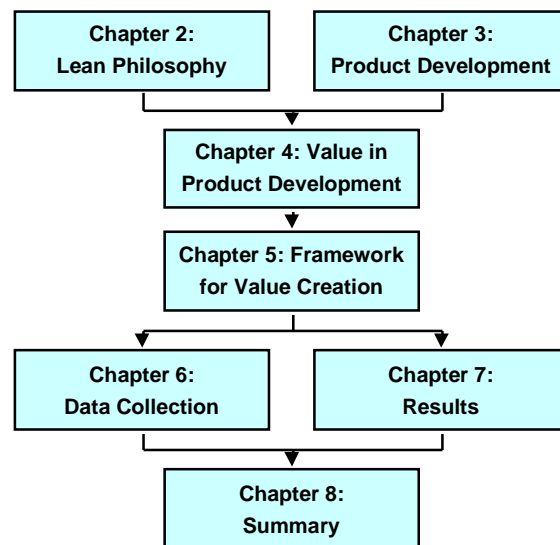 Chapter 2:
Lean Philosophy
Chapter 3:
Product Development
Chapter 4: Value in
Product Development
Chapter 5: Framework
for Value Creation
Chapter 6:
Data Collection
Chapter 7:
Results
Chapter 8:
Summary